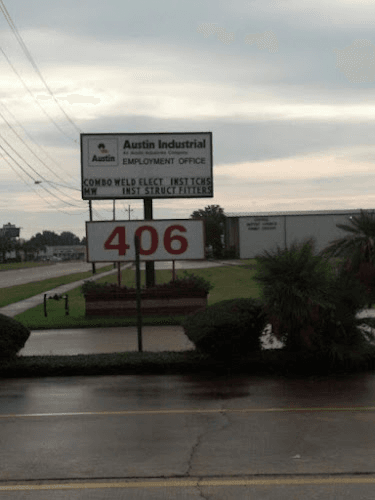 Austin
Austin Industrial
An Austin Industries Company
EMPLOYMENT OFFICE
COMBO WELD ELECT INST TCHS
MW INST STRUCT FITTERS
406